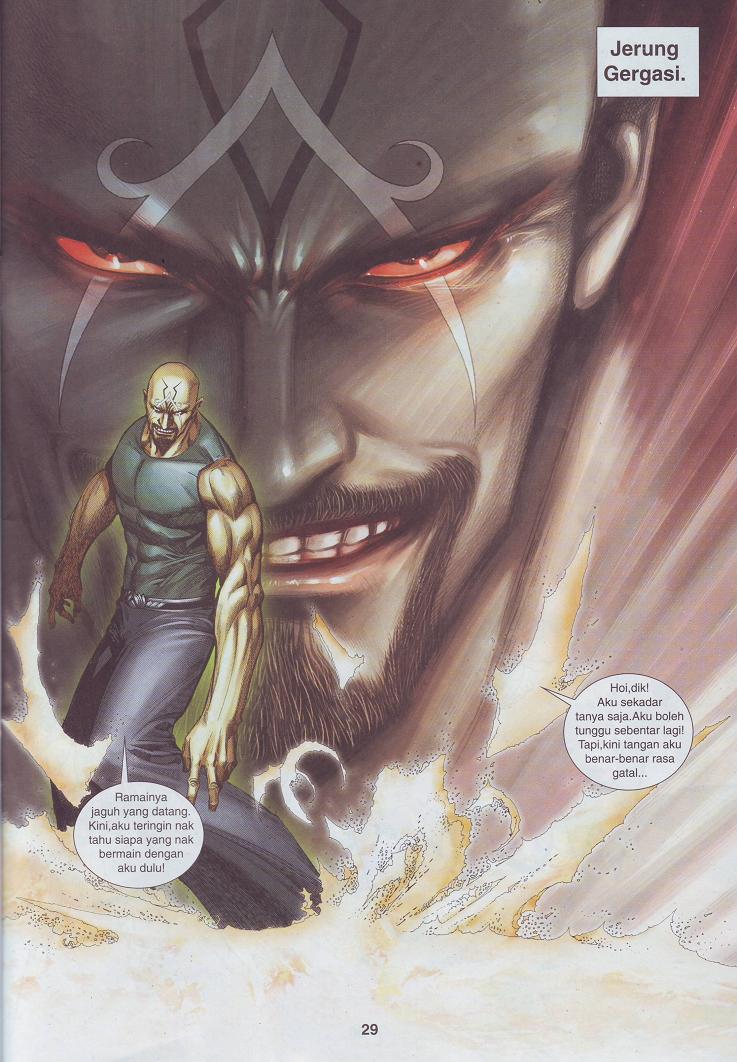 Jerung
Gergasi.
Hoi,dik!
Aku sekadar
tanya saja.Aku boleh
tunggu sebentar lagi!
Tapi,kini tangan aku
benar-benar rasa
gatal...
Ramainya
jaguh yang datang.
Kini,aku teringin nak
tahu siapa yang nak
bermain dengan
aku dulu!
29